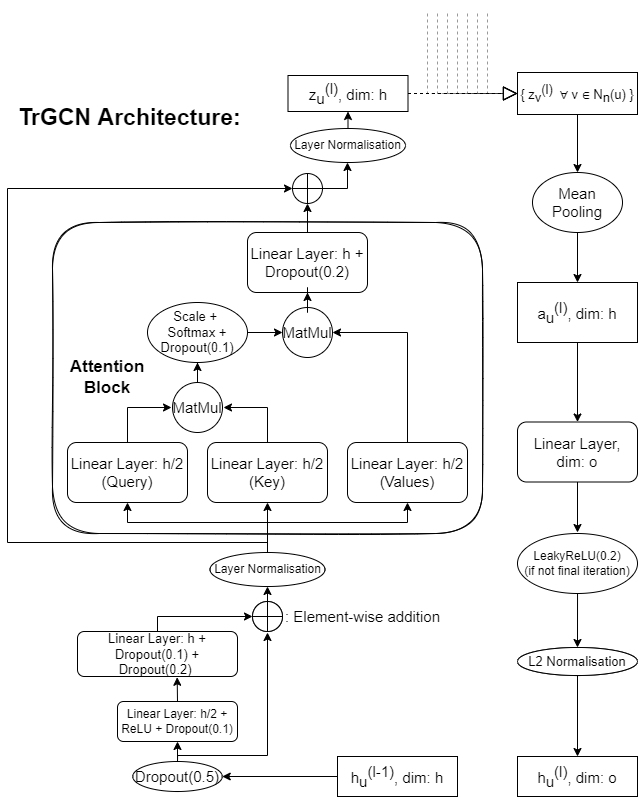 z_u^(l), dim: h
{ z_v^(l) ∀ v ∈ N_n(u) }
TrGCN Architecture:
Layer Normalisation
Mean
Pooling
Linear Layer: h +
Dropout(0.2)
Scale +
Softmax +
Dropout(0.1)
MatMul
a_u^(l), dim: h
Attention
Block
MatMul
Linear Layer: h/2
(Query)
Linear Layer: h/2
(Key)
Linear Layer: h/2
(Values)
Linear Layer,
dim: o
Layer Normalisation
LeakyReLU(0.2)
(if not final iteration)
: Element-wise addition
Linear Layer: h +
Dropout(0.1) +
Dropout(0.2)
L2 Normalisation
Linear Layer: h/2 +
ReLU + Dropout(0.1)
Dropout(0.5)
h_u^(l-1), dim: h
h_u^(l), dim: o